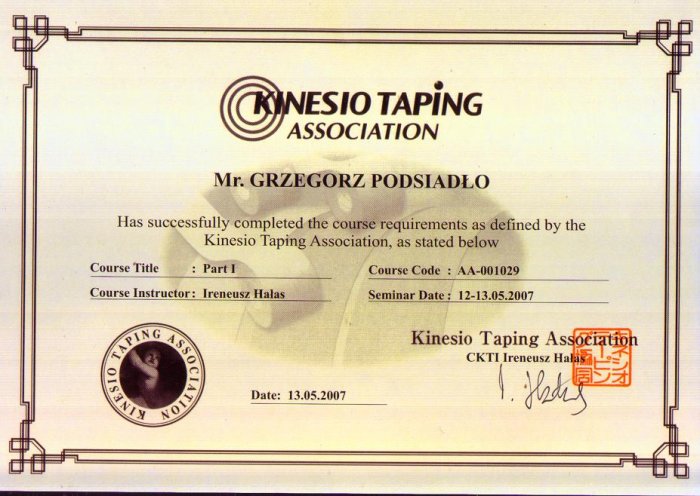 KINESIO TAPING
ASSOCIATION
Mr. GRZEGORZ PODSIADŁO
Has successfully completed the course requirements as defined by the
Kinesio Taping Association, as stated below
Course Title : Part I
Course Code : AA-001029
Course Instructor : Ireneusz Hałas
Seminar Date : 12-13.05.2007
KINESIO TAPING ASSOCIATION
Kinesio Taping Association
CKTI Ireneusz Hałas
Date: 13.05.2007